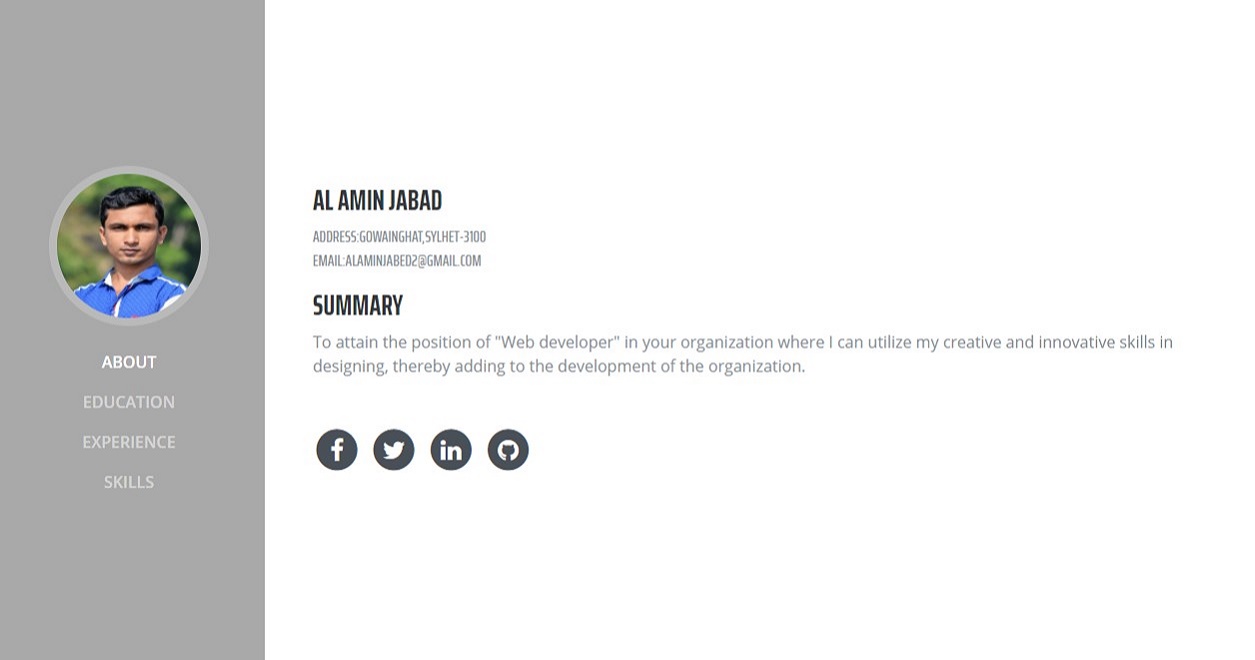 ABOUT
EDUCATION
EXPERIENCE
SKILLS
AL AMIN JABAD
ADDRESS:GOWAINGHAT,SYLHET-3100
EMAIL:ALAMINJABED2@GMAIL.COM
SUMMARY
To attain the position of "Web developer" in your organization where I can utilize my creative and innovative skills in
designing, thereby adding to the development of the organization.